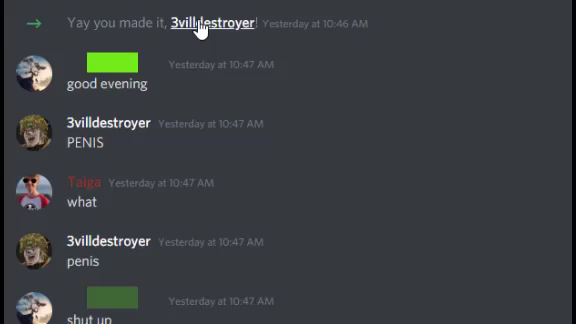 Yay you made it, 3villdestroyer! Yesterday at 10:46 AM
Yesterday at 10:47 AM
good evening
3villdestroyer Yesterday at 10:47 AM
PENIS
Taiga Yesterday at 10:47 AM
what
3villdestroyer Yesterday at 10:47 AM
penis
Yesterday at 10:47 AM
shut up